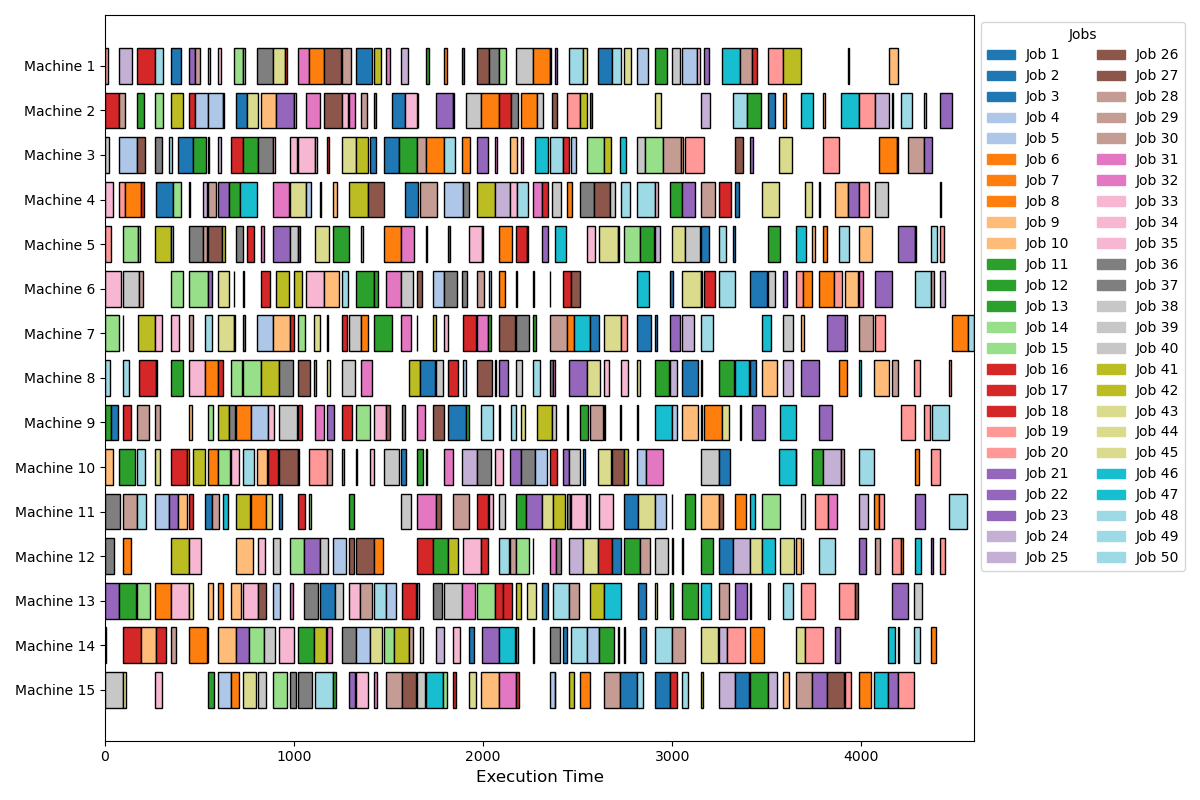 Machine 1
Machine 2
Machine 3
Machine 4
Machine 5
Machine 6
Machine 7
Machine 8
Machine 9
Machine 10
Machine 11
Machine 12
Machine 13
Machine 14
Machine 15
0 1000 2000 3000 4000
Execution Time
Jobs
Job 1
Job 2
Job 3
Job 4
Job 5
Job 6
Job 7
Job 8
Job 9
Job 10
Job 11
Job 12
Job 13
Job 14
Job 15
Job 16
Job 17
Job 18
Job 19
Job 20
Job 21
Job 22
Job 23
Job 24
Job 25
Job 26
Job 27
Job 28
Job 29
Job 30
Job 31
Job 32
Job 33
Job 34
Job 35
Job 36
Job 37
Job 38
Job 39
Job 40
Job 41
Job 42
Job 43
Job 44
Job 45
Job 46
Job 47
Job 48
Job 49
Job 50